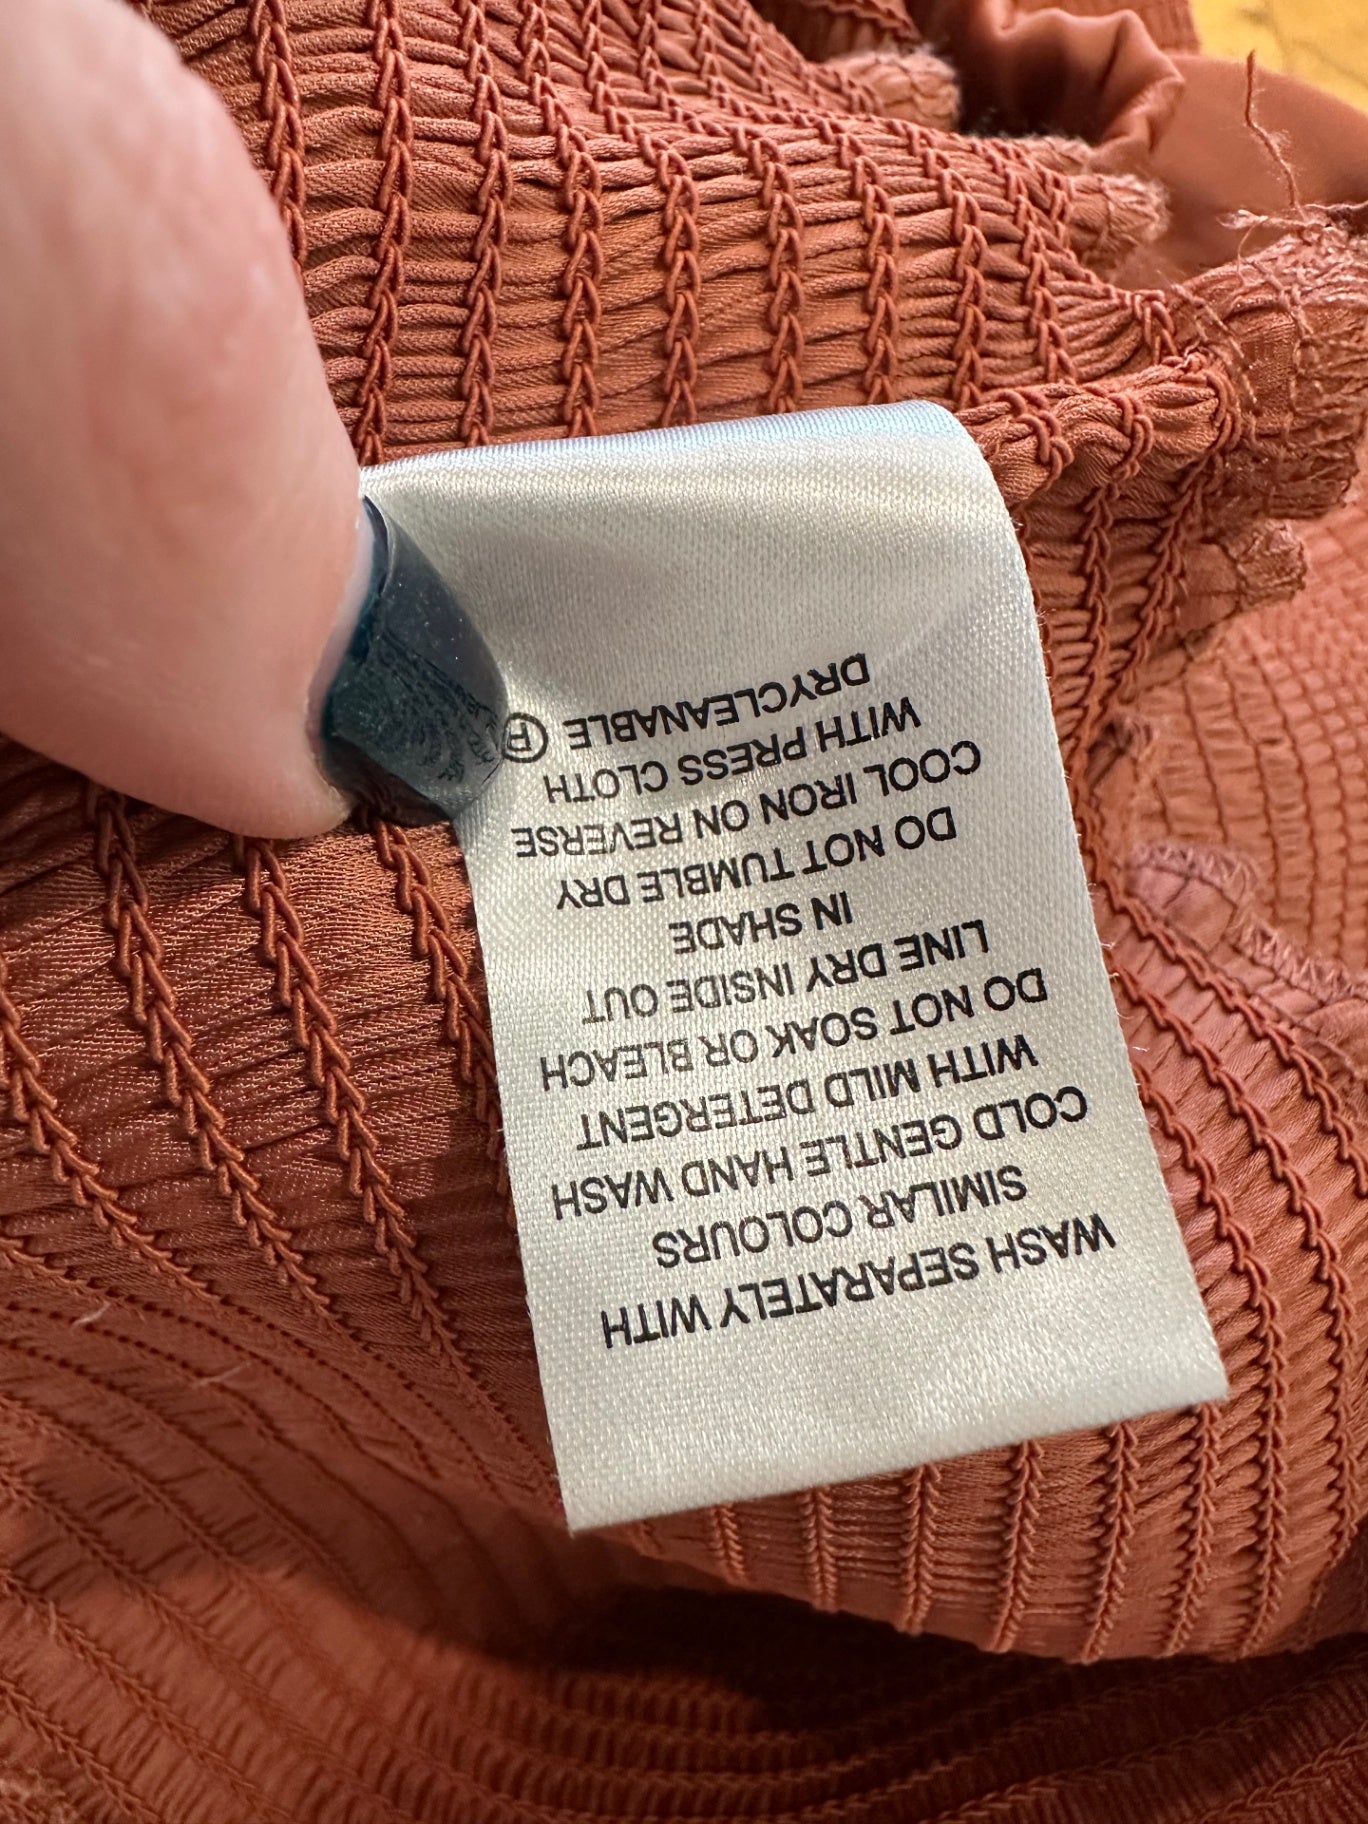 WASH SEPARATELY WITH
SIMILAR COLOURS
COLD GENTLE HAND WASH
WITH MILD DETERGENT
DO NOT SOAK OR BLEACH
LINE DRY INSIDE OUT
IN SHADE
DO NOT TUMBLE DRY
COOL IRON ON REVERSE
WITH PRESS CLOTH
DRYCLEANABLE Ⓟ